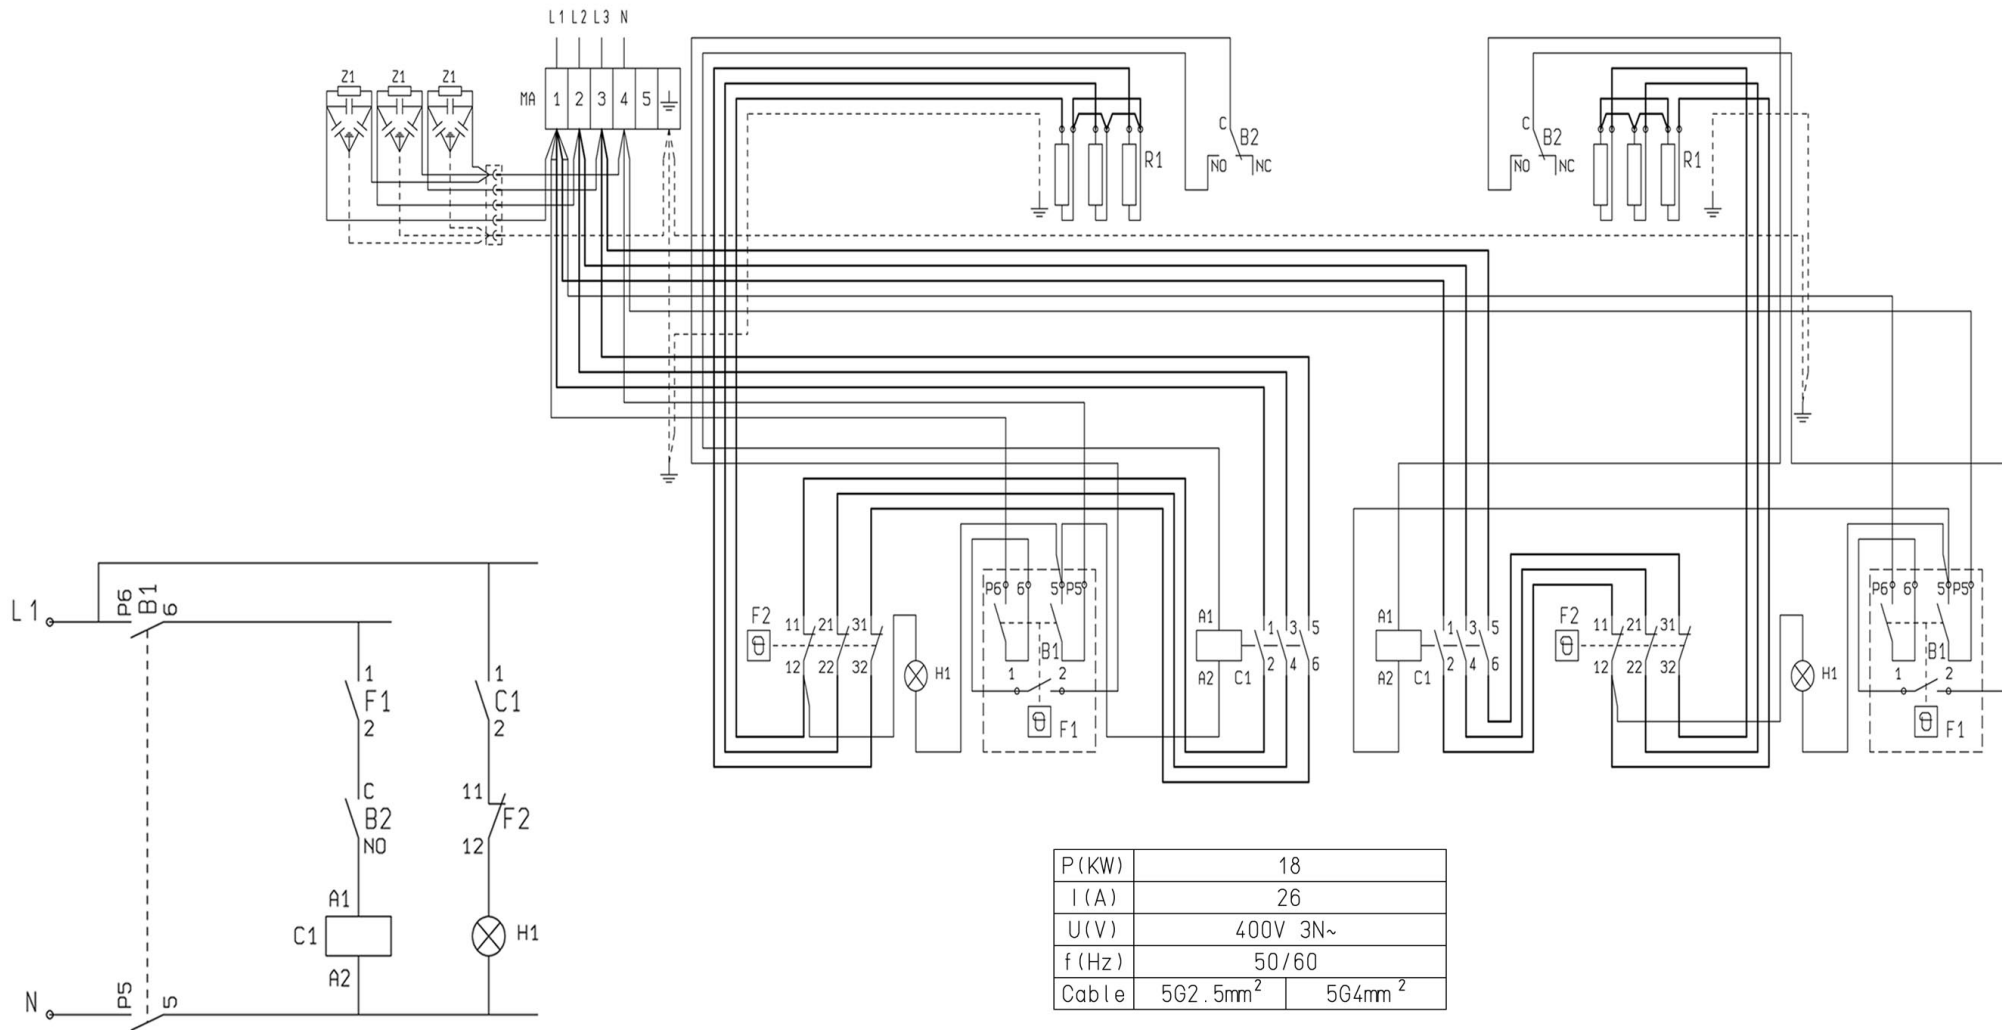 L1 L2 L3 N
Z1 Z1 Z1
MA 1 2 3 4 5
C B2 NO NC
R1
C B2 NO NC
R1
F2
11 21 31
12 22 32
H1
P6 6 5 P5
B1
1 2
F1
A1
A2
C1
1 3 5
2 4 6
A1
A2
C1
1 3 5
2 4 6
F2
11 21 31
12 22 32
H1
P6 6 5 P5
B1
1 2
F1
L1
P6 B1 6
1
F1
2
1
C1
2
C
B2
NO
11
F2
12
A1
C1
A2
H1
N
P5 5
P(KW) 18
I(A) 26
U(V) 400V 3N~
f(Hz) 50/60
Cable 5G2.5mm² 5G4mm²